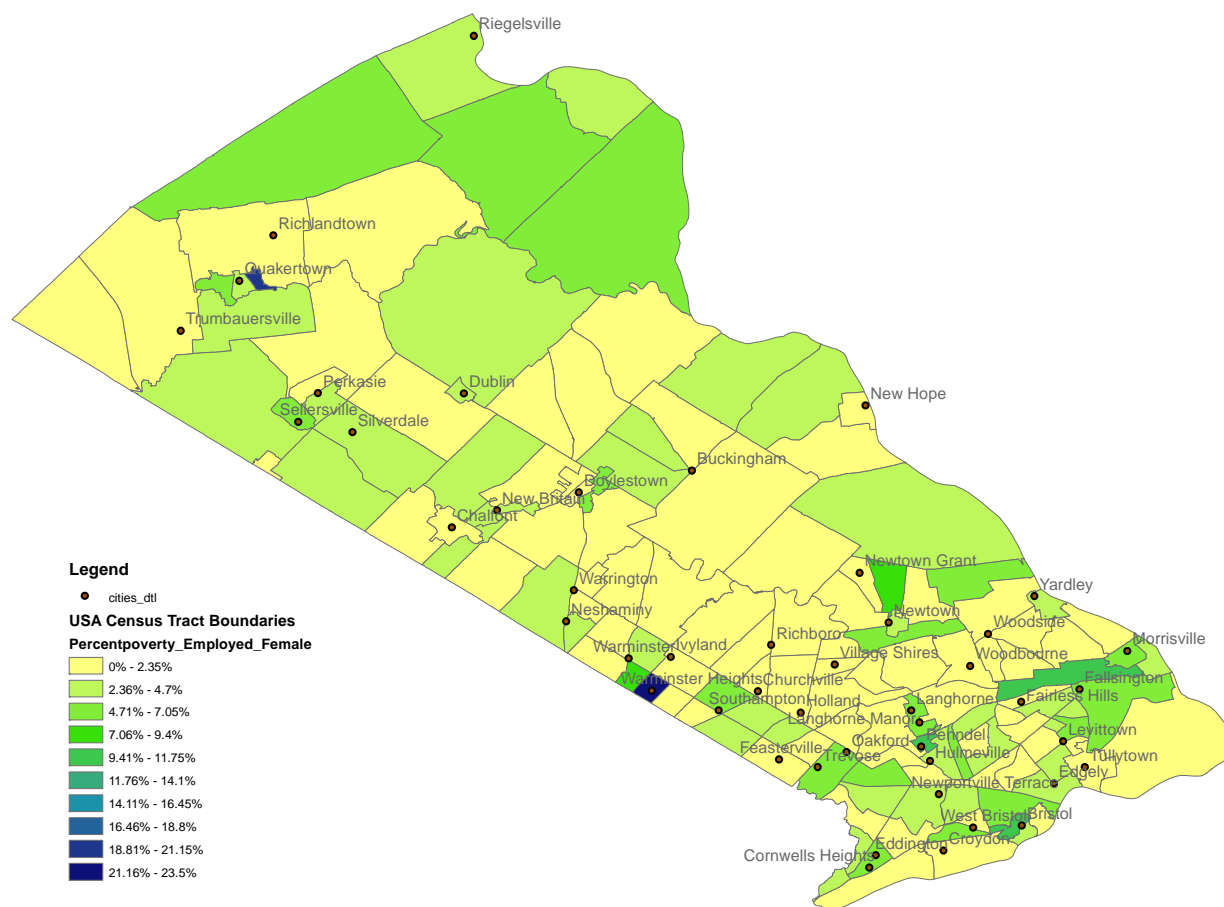 Riegelsville
Richlandtown
Quakertown
Trumbauersville
Perkasie
Dublin
New Hope
Sellersville
Silverdale
Buckingham
Doylestown
New Britain
Chalfont
Newtown Grant
Warrington
Yardley
Neshaminy
Newtown
Woodside
Richboro
Morrisville
Warminster
Ivyland
Village Shires
Woodbourne
Warminster Heights
Churchville
Fallsington
Fairless Hills
Southampton
Holland
Langhorne
Langhorne Manor
Penndel
Levittown
Feasterville
Oakford
Trevose
Hulmeville
Tullytown
Edgely
Newportville Terrace
West Bristol
Bristol
Croydon
Eddington
Cornwells Heights
Legend
cities_dtl
USA Census Tract Boundaries
Percentpoverty_Employed_Female
0% - 2.35%
2.36% - 4.7%
4.71% - 7.05%
7.06% - 9.4%
9.41% - 11.75%
11.76% - 14.1%
14.11% - 16.45%
16.46% - 18.8%
18.81% - 21.15%
21.16% - 23.5%